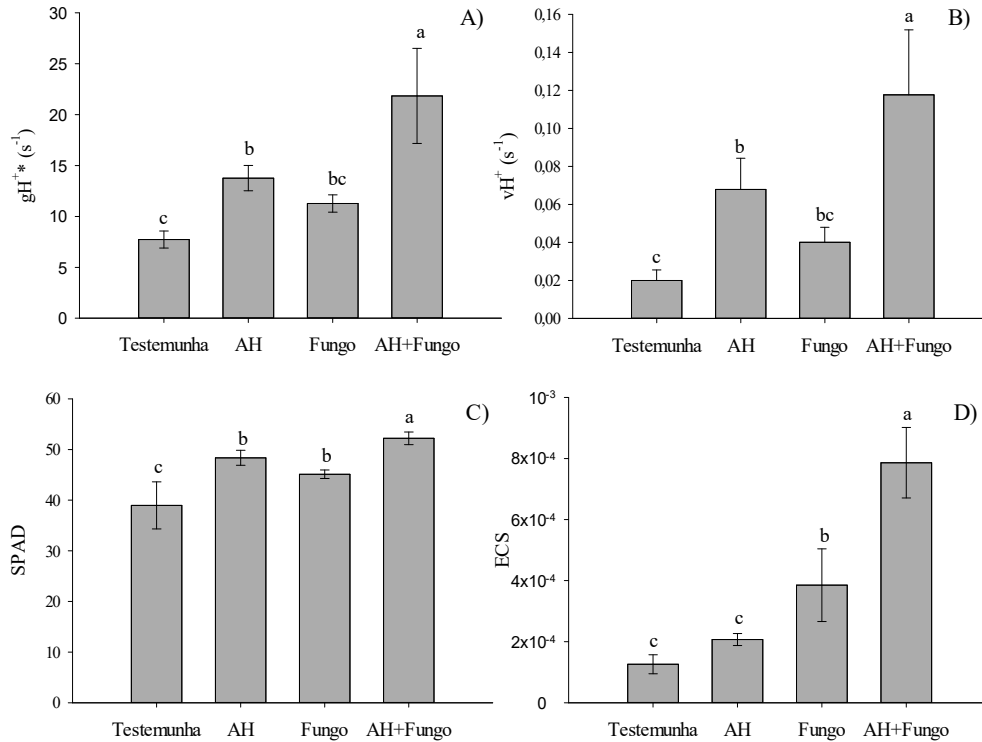 A)
gH⁺* (s⁻¹)
30
25
20
15
10
5
0
c
b
bc
a
Testemunha AH Fungo AH+Fungo
B)
vH⁺ (s⁻¹)
0,16
0,14
0,12
0,10
0,08
0,06
0,04
0,02
0,00
c
b
bc
a
Testemunha AH Fungo AH+Fungo
C)
SPAD
60
50
40
30
20
10
0
c
b
b
a
Testemunha AH Fungo AH+Fungo
D)
ECS
10⁻³
8x10⁻⁴
6x10⁻⁴
4x10⁻⁴
2x10⁻⁴
0
c
c
b
a
Testemunha AH Fungo AH+Fungo